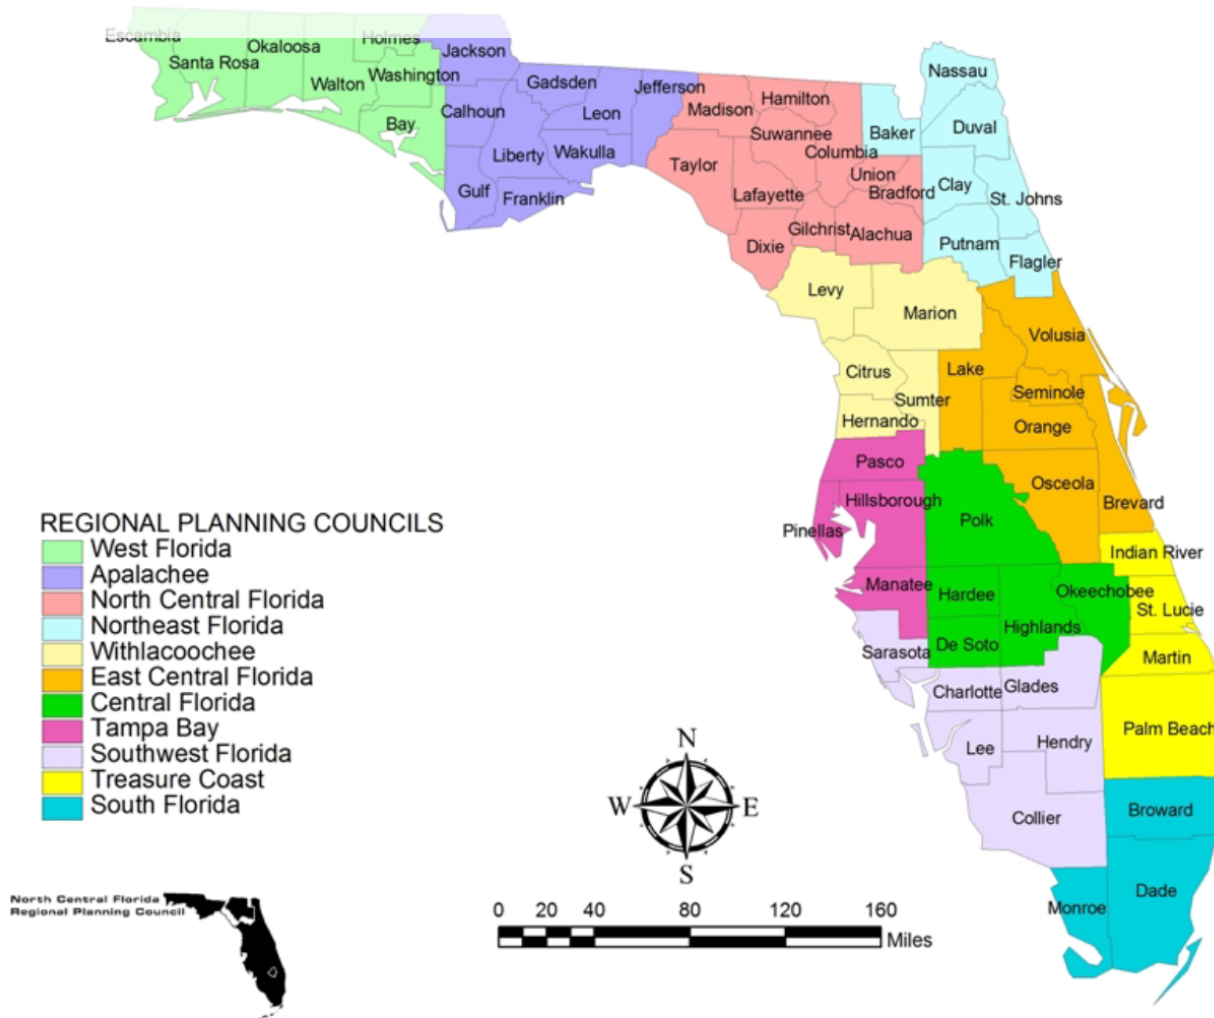 Escambia
Santa Rosa
Okaloosa
Walton
Holmes
Washington
Bay
Jackson
Calhoun
Gulf
Liberty
Franklin
Gadsden
Leon
Wakulla
Jefferson
Madison
Taylor
Hamilton
Suwannee
Lafayette
Dixie
Columbia
Gilchrist
Union
Bradford
Alachua
Baker
Nassau
Duval
Clay
St. Johns
Putnam
Flagler
Levy
Marion
Citrus
Sumter
Hernando
Lake
Volusia
Seminole
Orange
Osceola
Brevard
Pasco
Hillsborough
Pinellas
Manatee
Polk
Hardee
Highlands
De Soto
Okeechobee
Indian River
St. Lucie
Martin
Palm Beach
Sarasota
Charlotte
Glades
Lee
Hendry
Collier
Broward
Dade
Monroe
REGIONAL PLANNING COUNCILS
West Florida
Apalachee
North Central Florida
Northeast Florida
Withlacoochee
East Central Florida
Central Florida
Tampa Bay
Southwest Florida
Treasure Coast
South Florida
N
W E
S
0 20 40 80 120 160
Miles
North Central Florida
Regional Planning Council